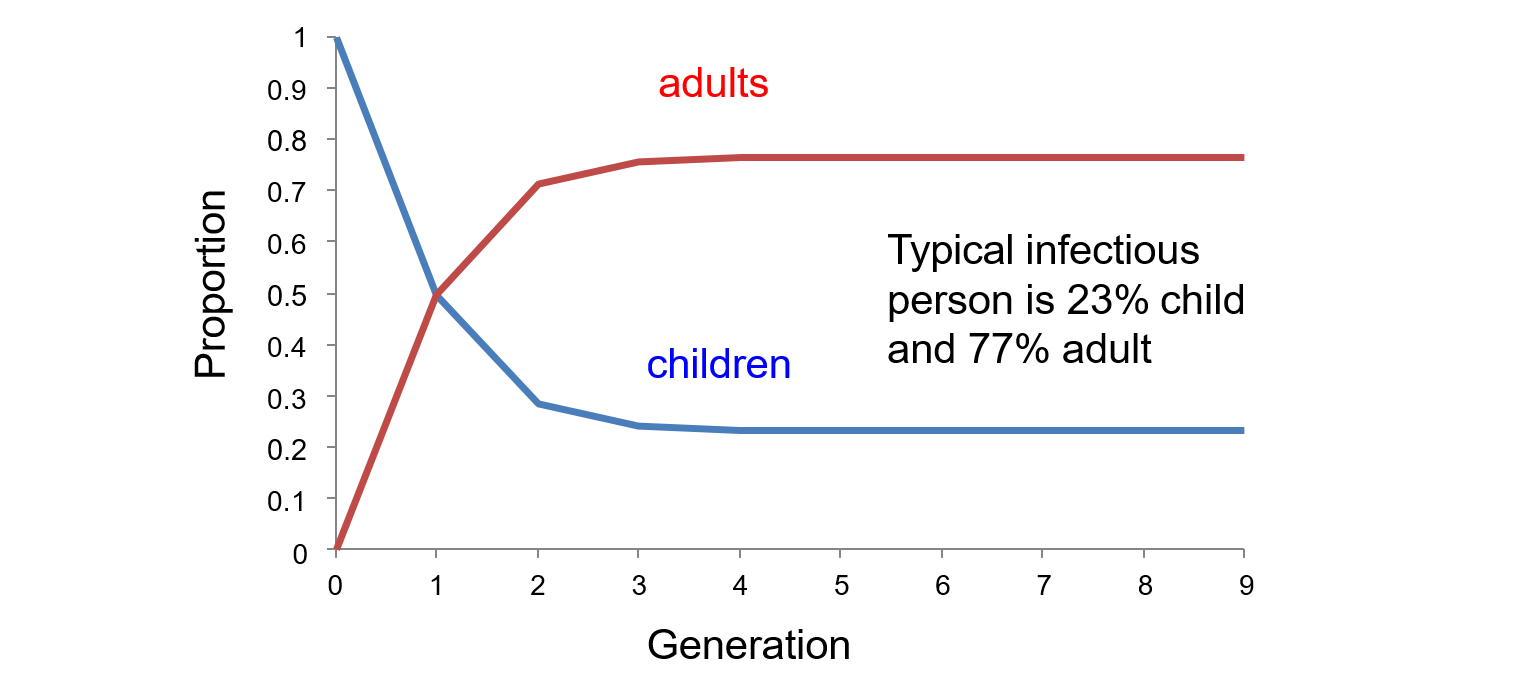 1
0.9
0.8
0.7
0.6
0.5
0.4
0.3
0.2
0.1
0
Proportion
adults
children
Typical infectious
person is 23% child
and 77% adult
0 1 2 3 4 5 6 7 8 9
Generation